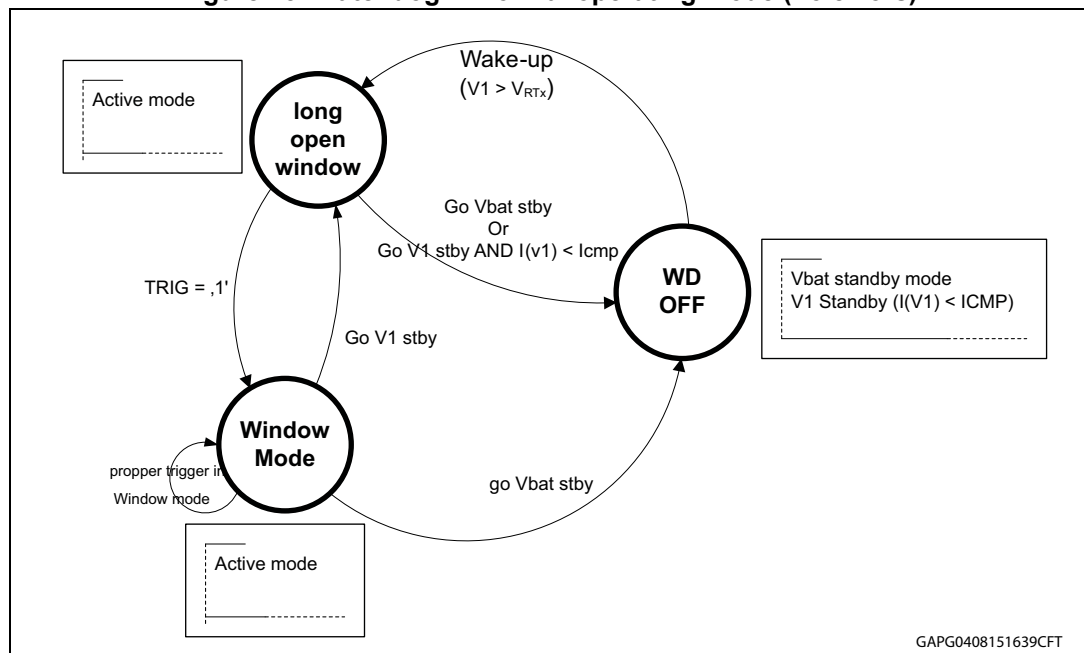 Wake-up
(V1 > VRTx)
Active mode
long
open
window
Go Vbat stby
Or
Go V1 stby AND I(v1) < Icmp
WD
OFF
Vbat standby mode
V1 Standby (I(V1) < ICMP)
TRIG = ‚1'
Go V1 stby
Window
Mode
propper trigger in
Window mode
go Vbat stby
Active mode
GAPG0408151639CFT